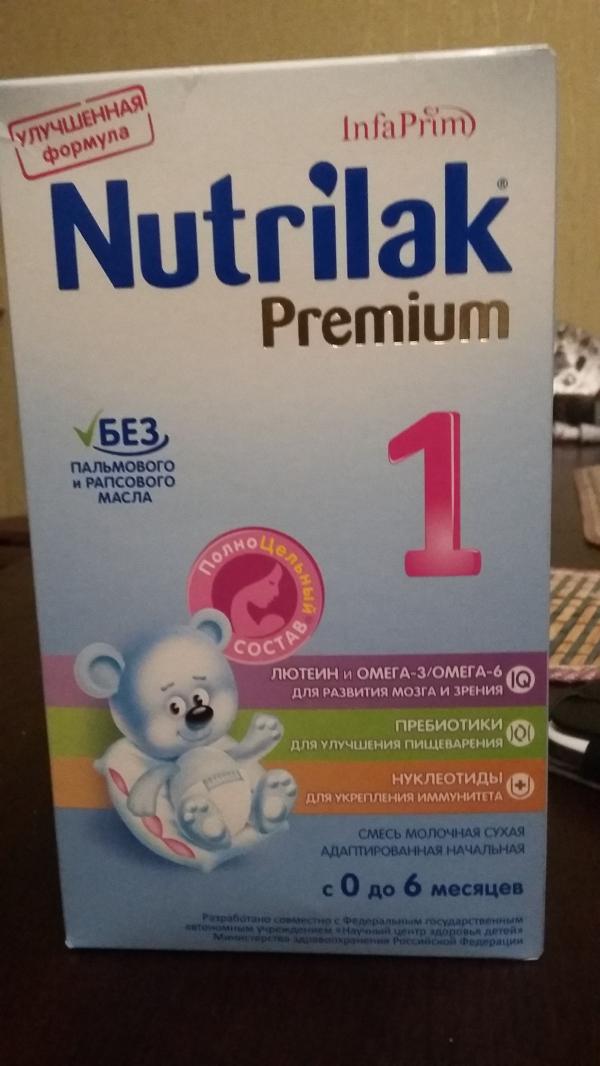 УЛУЧШЕННАЯ
формула
InfaPrim
Nutrilak®
Premium
БЕЗ
ПАЛЬМОВОГО
и РАПСОВОГО
МАСЛА
1
ПолноЦельный
СОСТАВ
ЛЮТЕИН и ОМЕГА-3/ОМЕГА-6
ДЛЯ РАЗВИТИЯ МОЗГА И ЗРЕНИЯ
IQ
ПРЕБИОТИКИ
ДЛЯ УЛУЧШЕНИЯ ПИЩЕВАРЕНИЯ
НУКЛЕОТИДЫ
ДЛЯ УКРЕПЛЕНИЯ ИММУНИТЕТА
СМЕСЬ МОЛОЧНАЯ СУХАЯ
АДАПТИРОВАННАЯ НАЧАЛЬНАЯ
с 0 до 6 месяцев
Разработано совместно с Федеральным государственным
автономным учреждением «Научный центр здоровья детей»
Министерства здравоохранения Российской Федерации